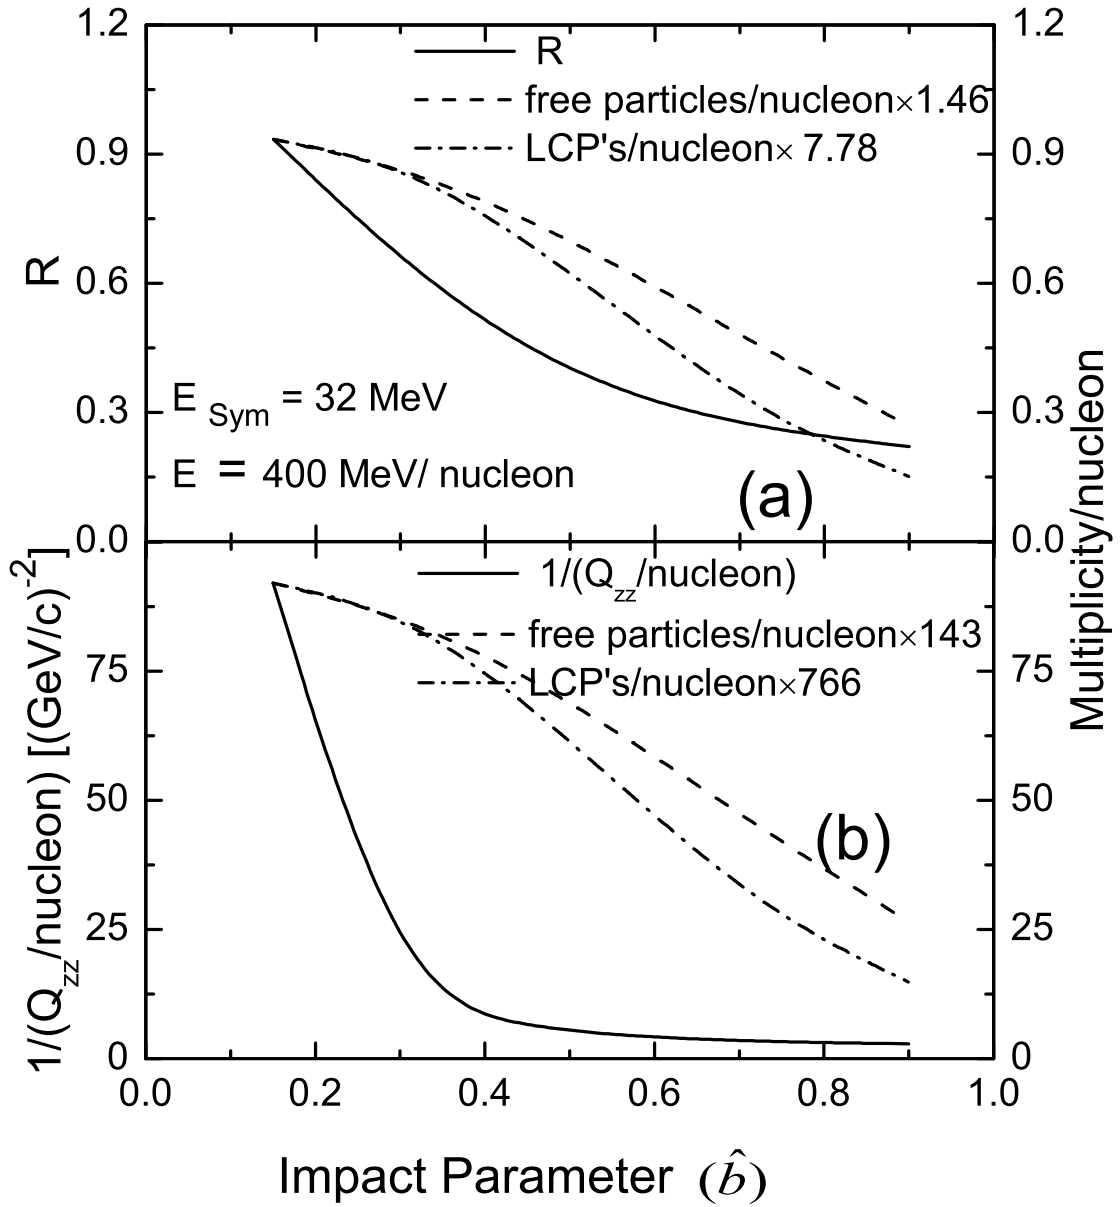 1.2 1.2
R
free particles/nucleon×1.46
LCP's/nucleon× 7.78
0.9 0.9
R
0.6 0.6
E Sym = 32 MeV
0.3 0.3
E = 400 MeV/ nucleon
(a)
0.0 0.0
Multiplicity/nucleon
1/(Qzz/nucleon) [(GeV/c)-2]
1/(Qzz/nucleon)
free particles/nucleon×143
75 75
LCP's/nucleon×766
50 50
(b)
25 25
0 0
0.0 0.2 0.4 0.6 0.8 1.0
Impact Parameter (b̂)